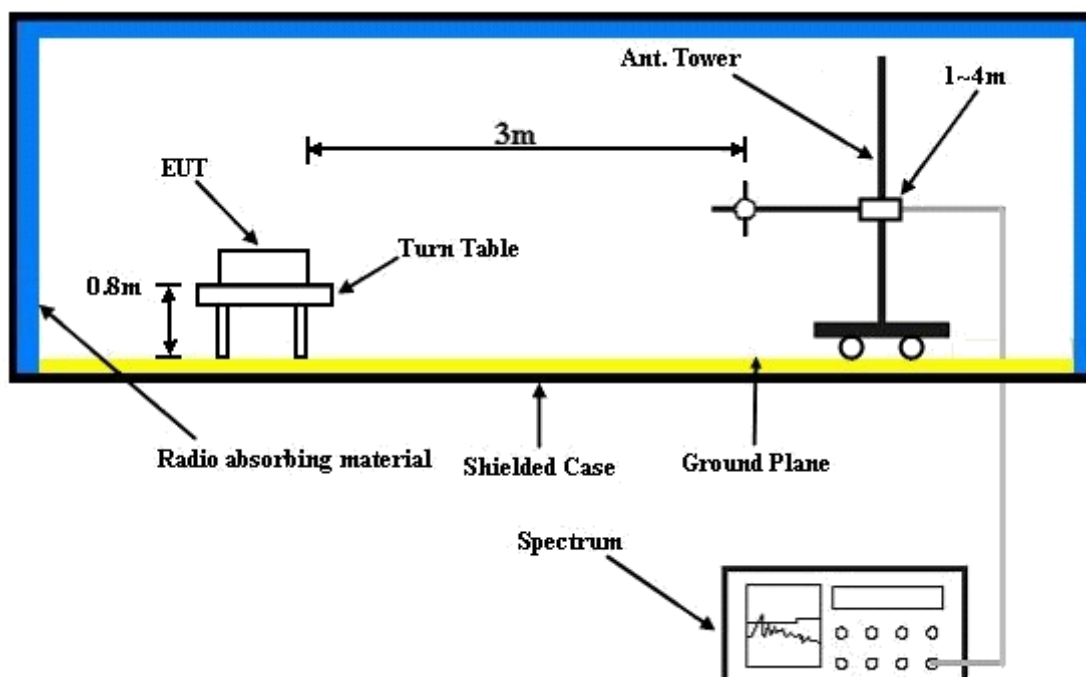 Ant. Tower
1~4m
3m
EUT
Turn Table
0.8m
Radio absorbing material
Shielded Case
Ground Plane
Spectrum